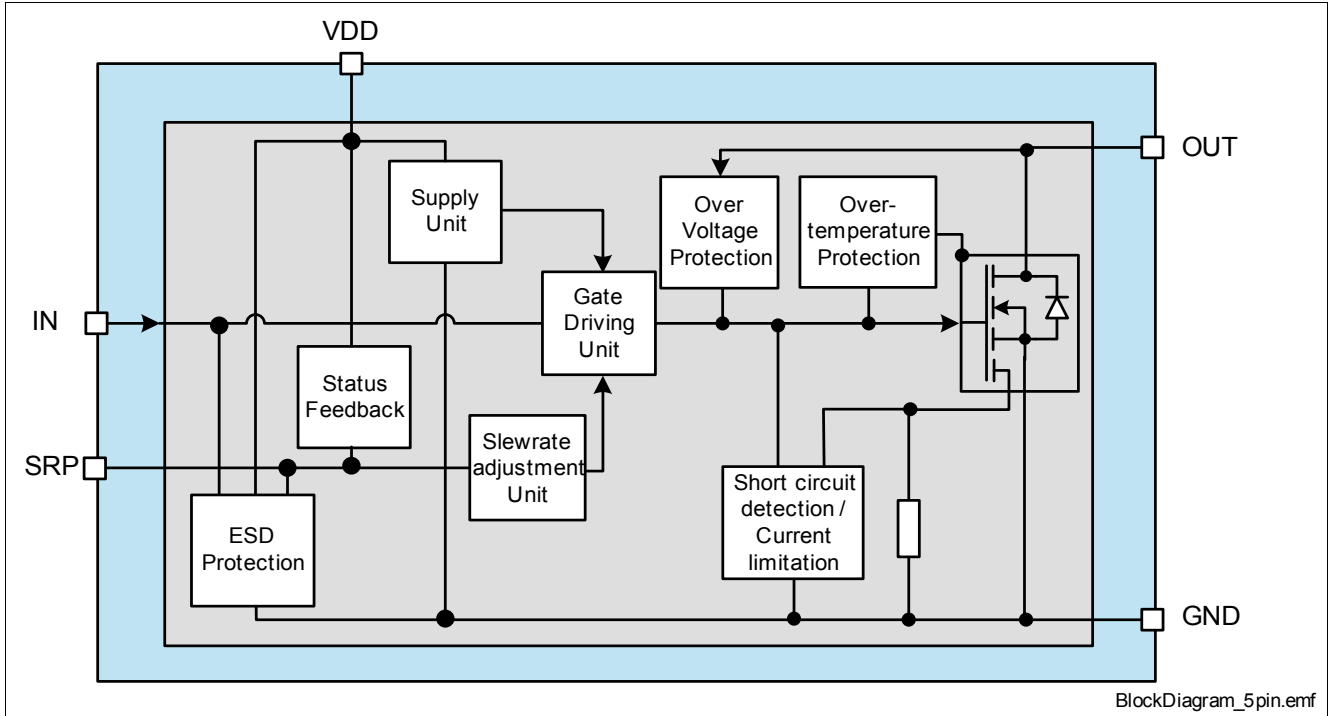 VDD
OUT
Supply
Unit
Over
Voltage
Protection
Over-
temperature
Protection
IN
Gate
Driving
Unit
Status
Feedback
SRP
Slewrate
adjustment
Unit
Short circuit
detection /
Current
limitation
ESD
Protection
GND
BlockDiagram_5pin.emf